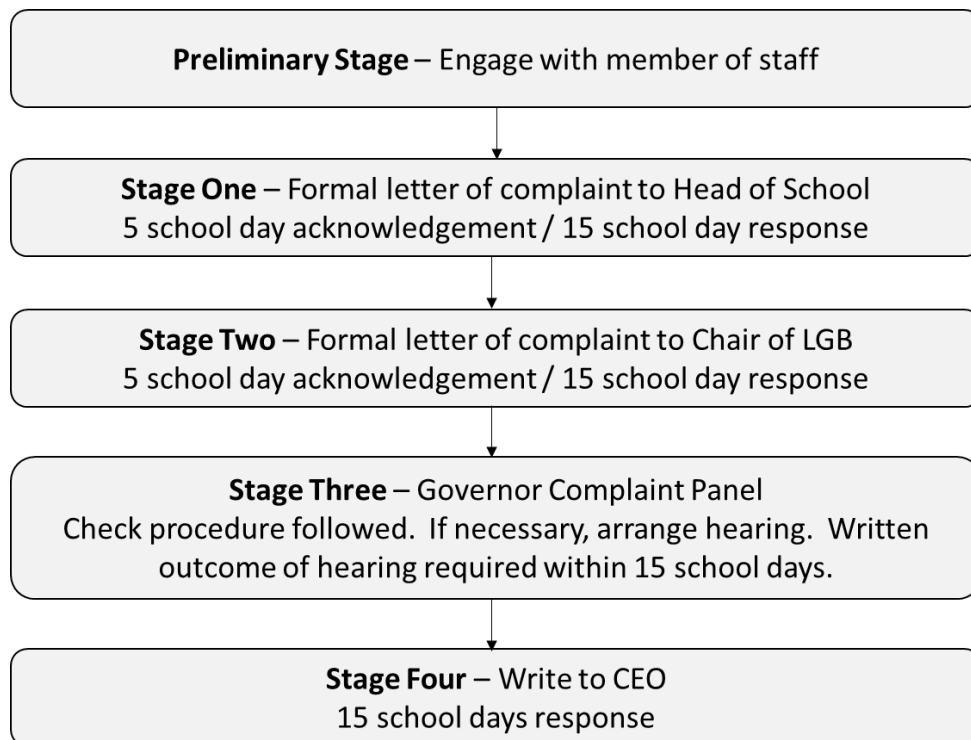 Preliminary Stage – Engage with member of staff
Stage One – Formal letter of complaint to Head of School
5 school day acknowledgement / 15 school day response
Stage Two – Formal letter of complaint to Chair of LGB
5 school day acknowledgement / 15 school day response
Stage Three – Governor Complaint Panel
Check procedure followed.  If necessary, arrange hearing.  Written
outcome of hearing required within 15 school days.
Stage Four – Write to CEO
15 school days response